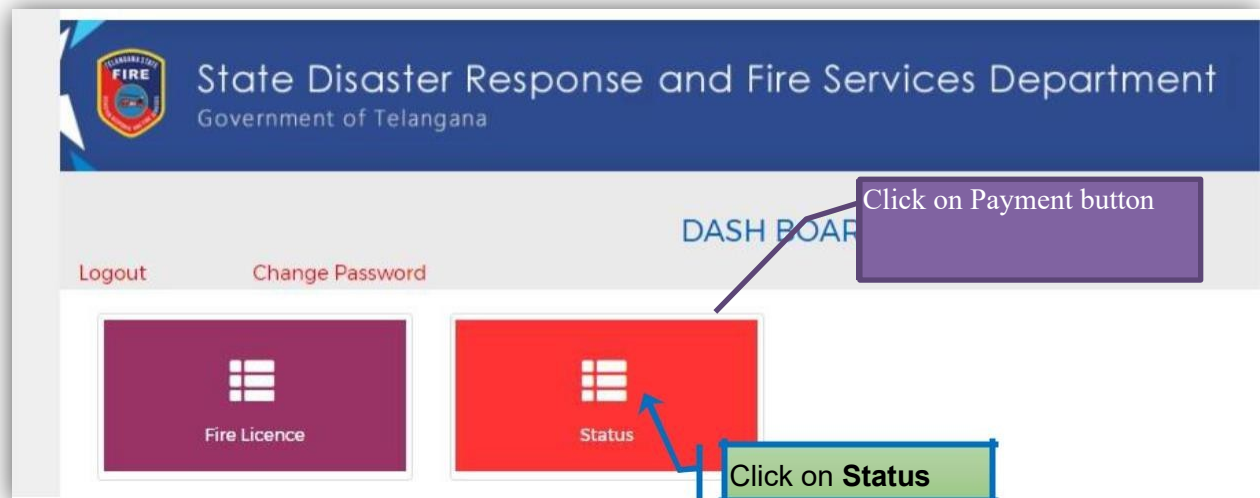 FIRE
State Disaster Response and Fire Services Department
Government of Telangana
Click on Payment button
DASH BOAR
Logout
Change Password
Fire Licence
Status
Click on Status